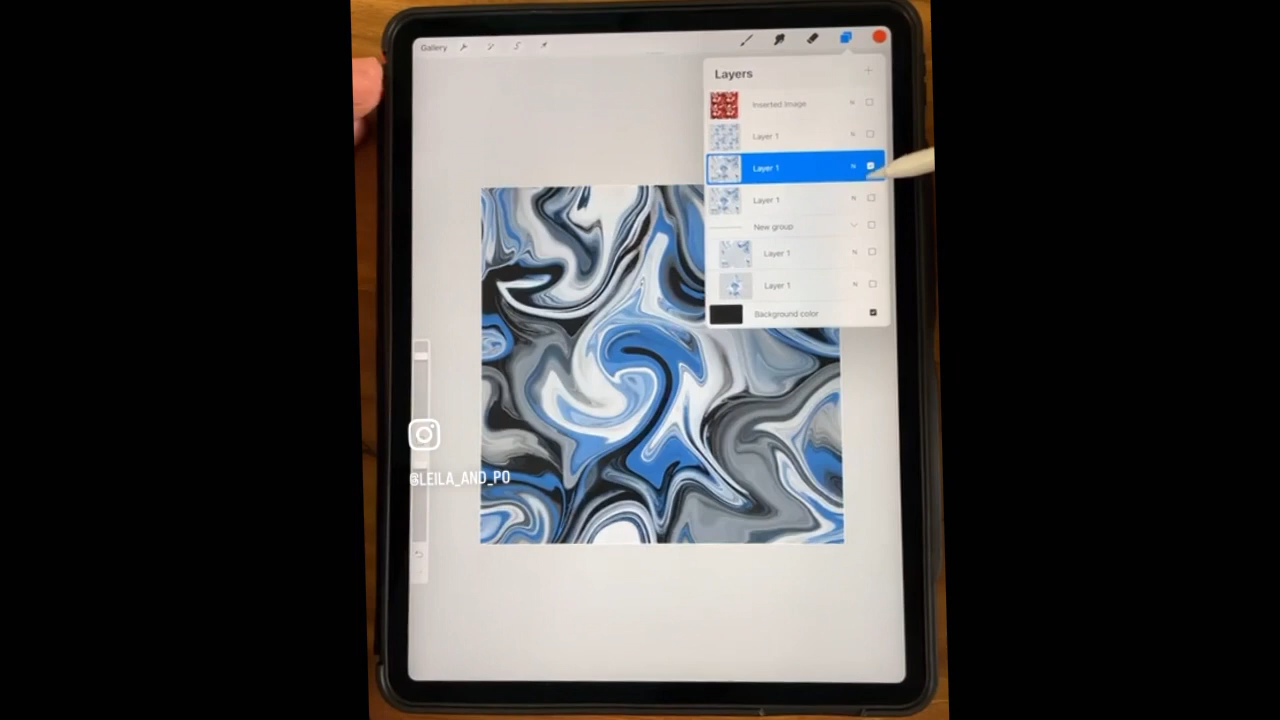 Gallery
Layers
Inserted Image N
Layer 1 N
Layer 1 N
Layer 1 N
New group
Layer 1 N
Layer 1 N
Background color
@LEILA_AND_PO